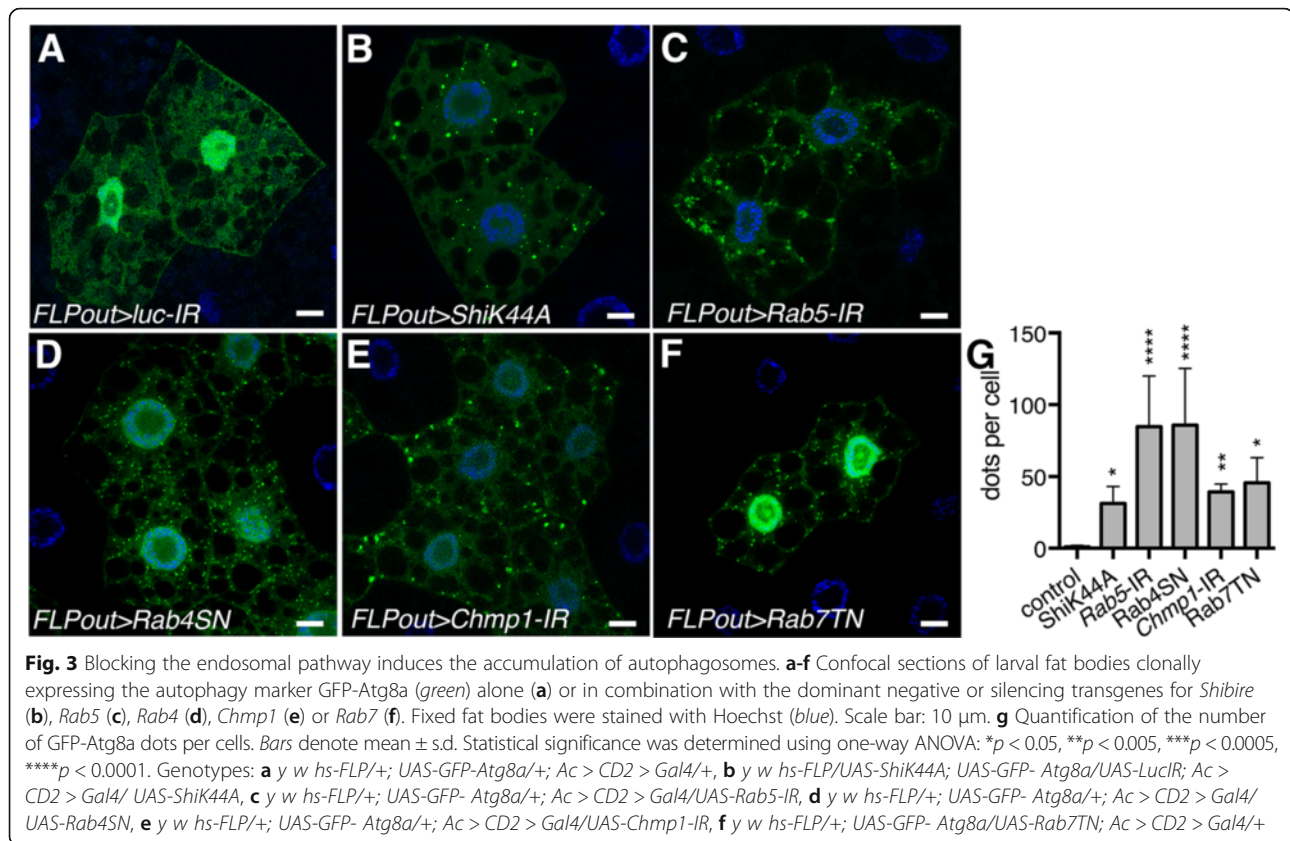 A
B
C
FLPout>luc-IR
FLPout>ShiK44A
FLPout>Rab5-IR
D
E
F
FLPout>Rab4SN
FLPout>Chmp1-IR
FLPout>Rab7TN
G
dots per cell
150
100
50
0
*
****
****
**
*
control
ShiK44A
Rab5-IR
Rab4SN
Chmp1-IR
Rab7TN
Fig. 3 Blocking the endosomal pathway induces the accumulation of autophagosomes. a-f Confocal sections of larval fat bodies clonally
expressing the autophagy marker GFP-Atg8a (green) alone (a) or in combination with the dominant negative or silencing transgenes for Shibire
(b), Rab5 (c), Rab4 (d), Chmp1 (e) or Rab7 (f). Fixed fat bodies were stained with Hoechst (blue). Scale bar: 10 μm. g Quantification of the number
of GFP-Atg8a dots per cells. Bars denote mean ± s.d. Statistical significance was determined using one-way ANOVA: *p < 0.05, **p < 0.005, ***p < 0.0005,
****p < 0.0001. Genotypes: a y w hs-FLP/+; UAS-GFP-Atg8a/+; Ac > CD2 > Gal4/+, b y w hs-FLP/UAS-ShiK44A; UAS-GFP- Atg8a/UAS-LucIR; Ac >
CD2 > Gal4/ UAS-ShiK44A, c y w hs-FLP/+; UAS-GFP- Atg8a/+; Ac > CD2 > Gal4/UAS-Rab5-IR, d y w hs-FLP/+; UAS-GFP- Atg8a/+; Ac > CD2 > Gal4/
UAS-Rab4SN, e y w hs-FLP/+; UAS-GFP- Atg8a/+; Ac > CD2 > Gal4/UAS-Chmp1-IR, f y w hs-FLP/+; UAS-GFP- Atg8a/UAS-Rab7TN; Ac > CD2 > Gal4/+